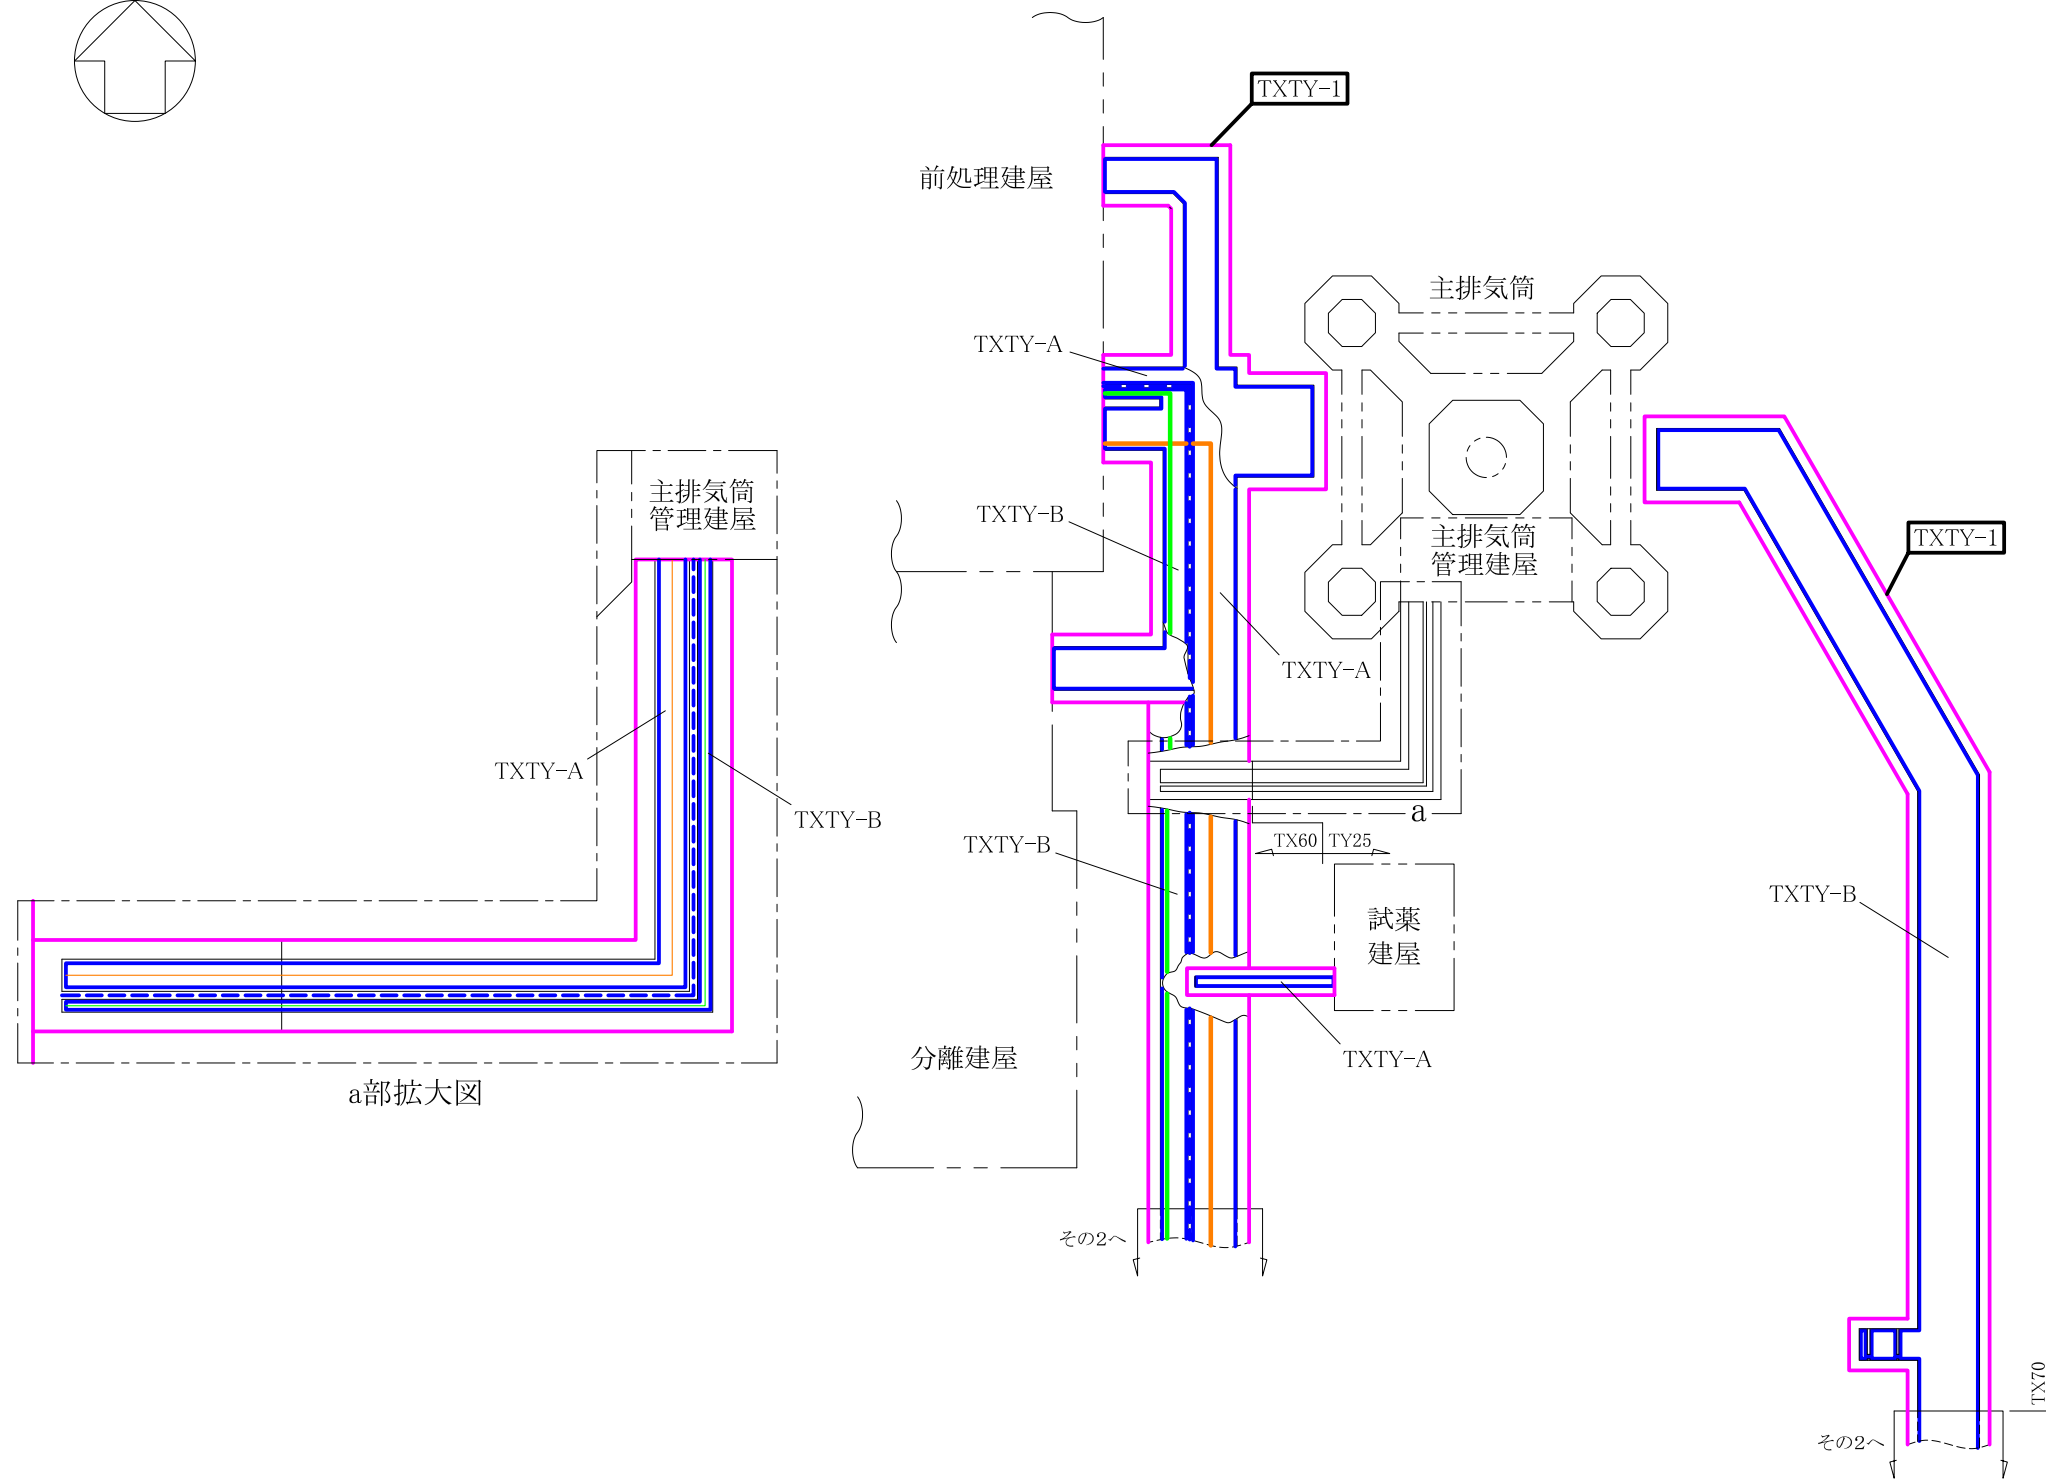 TXTY-1
前処理建屋
主排気筒
TXTY-A
主排気筒
管理建屋
TXTY-B
主排気筒
管理建屋
TXTY-1
TXTY-A
TXTY-A
TXTY-B
a
TXTY-B
TX60
TY25
TXTY-B
試薬
建屋
分離建屋
TXTY-A
a部拡大図
その2へ
TX70
その2へ